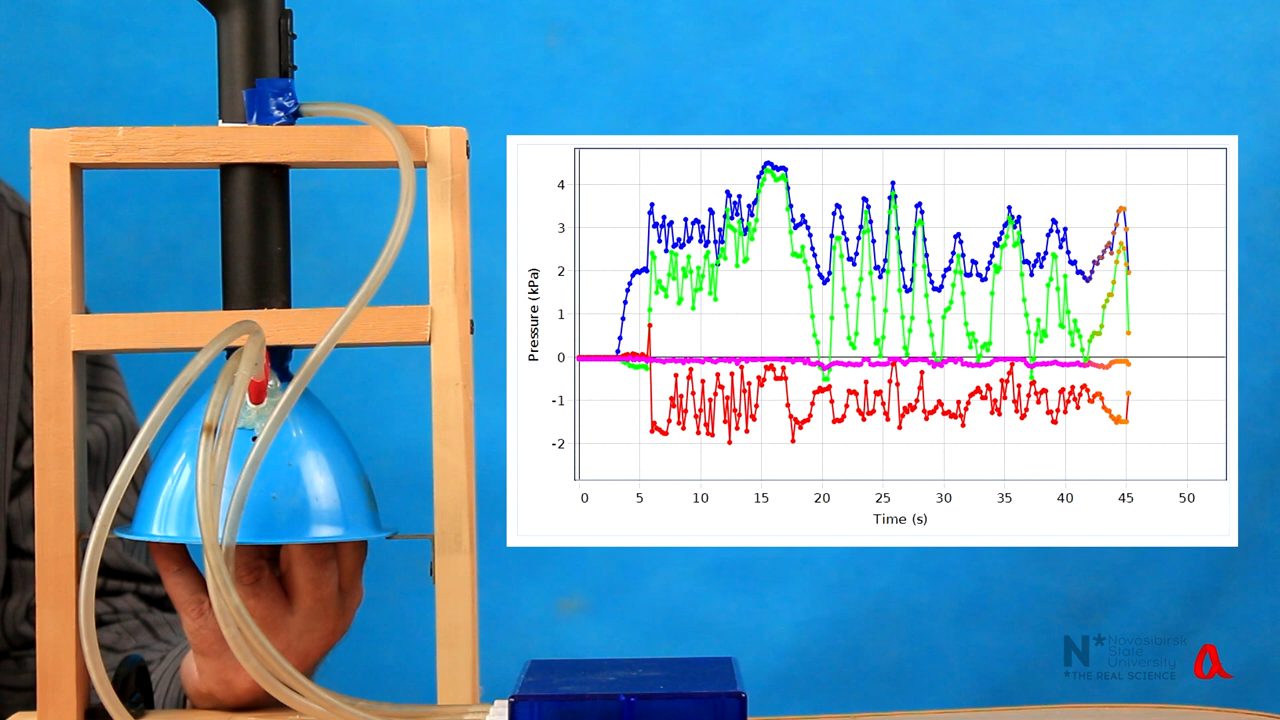 Pressure (kPa)
4
3
2
1
0
-1
-2
0 5 10 15 20 25 30 35 40 45 50
Time (s)
N* Novosibirsk
State
University
*THE REAL SCIENCE
a